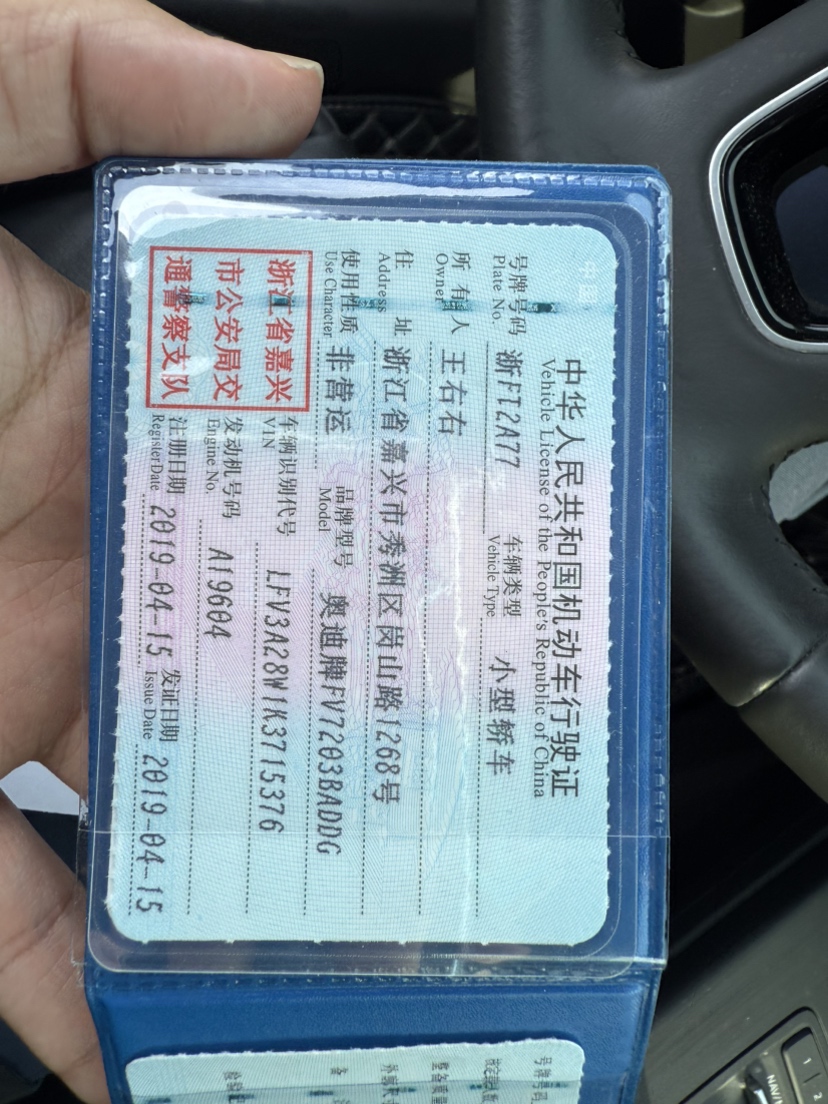 中华人民共和国机动车行驶证
Vehicle License of the People's Republic of China
号牌号码 浙FT2A77 车辆类型 小型轿车
Plate No. Vehicle Type
所有人 王右右
Owner
住址 浙江省嘉兴市秀洲区岗山路1268号
Address
使用性质 非营运 品牌型号 奥迪牌FV7203BADDG
Use Character Model
浙江省嘉兴
市公安局交
通警察支队
车辆识别代号 LFV3A28W1K3715376
VIN
发动机号码 A19604
Engine No.
注册日期 2019-04-15 发证日期 2019-04-15
Register Date Issue Date
号牌号码
NAV
1
2